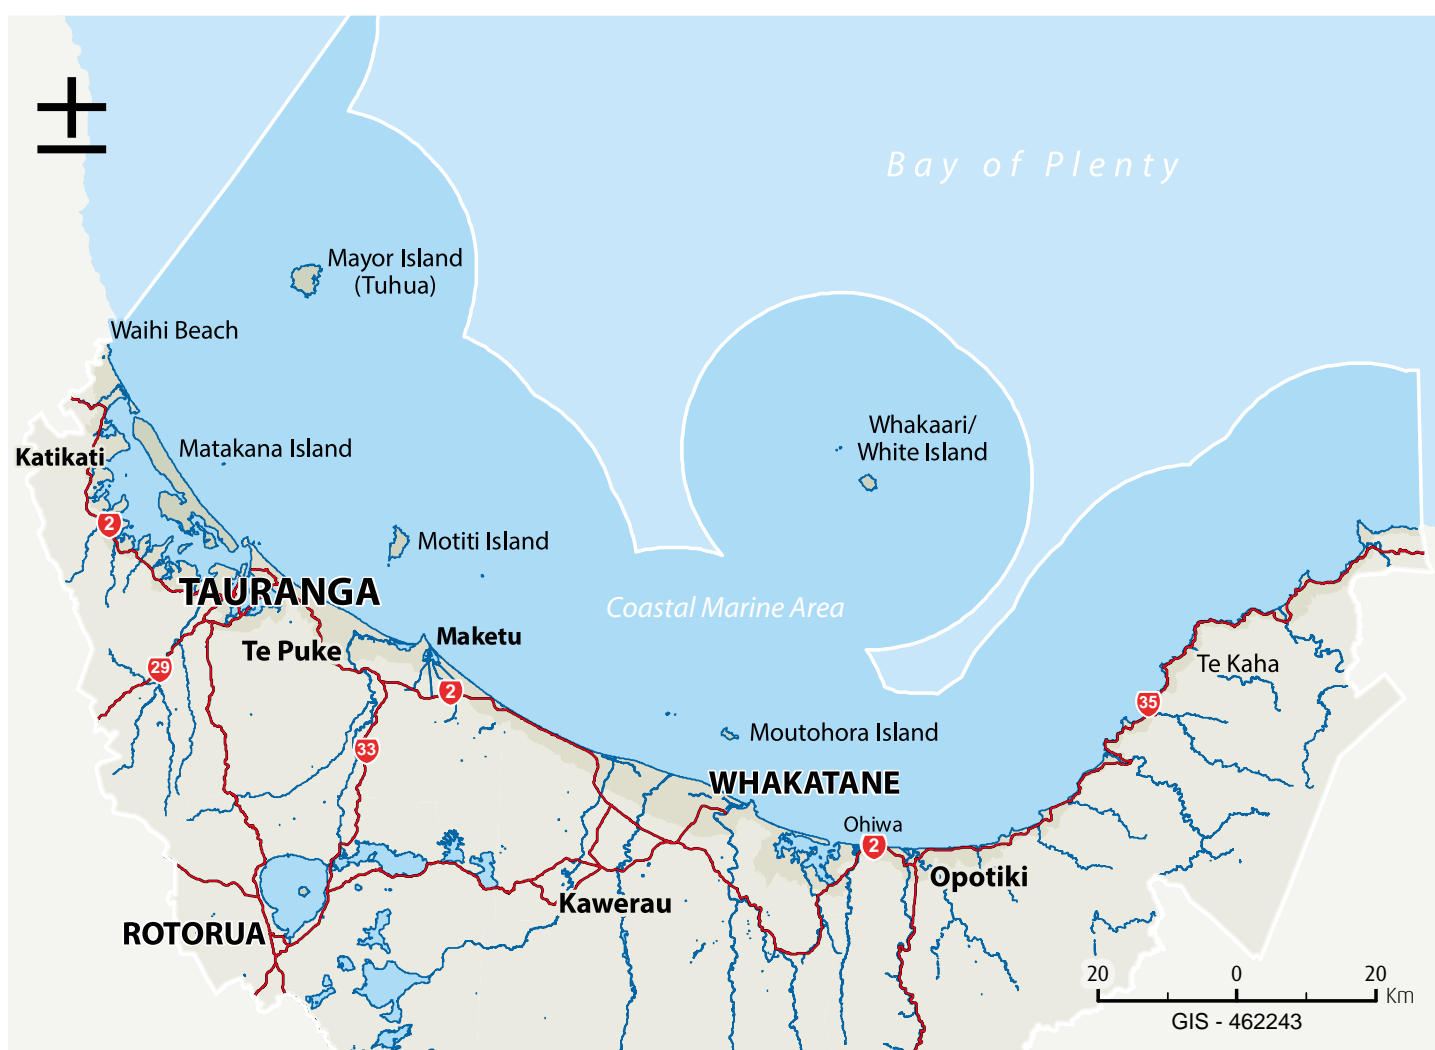 Bay of Plenty
Mayor Island
(Tuhua)
Waihi Beach
Whakaari/
White Island
Matakana Island
Katikati
2
Motiti Island
TAURANGA
Coastal Marine Area
Maketu
Te Puke
29
2
Te Kaha
35
33
Moutohora Island
WHAKATANE
Ohiwa
2
Opotiki
Kawerau
ROTORUA
20 0 20
Km
GIS - 462243